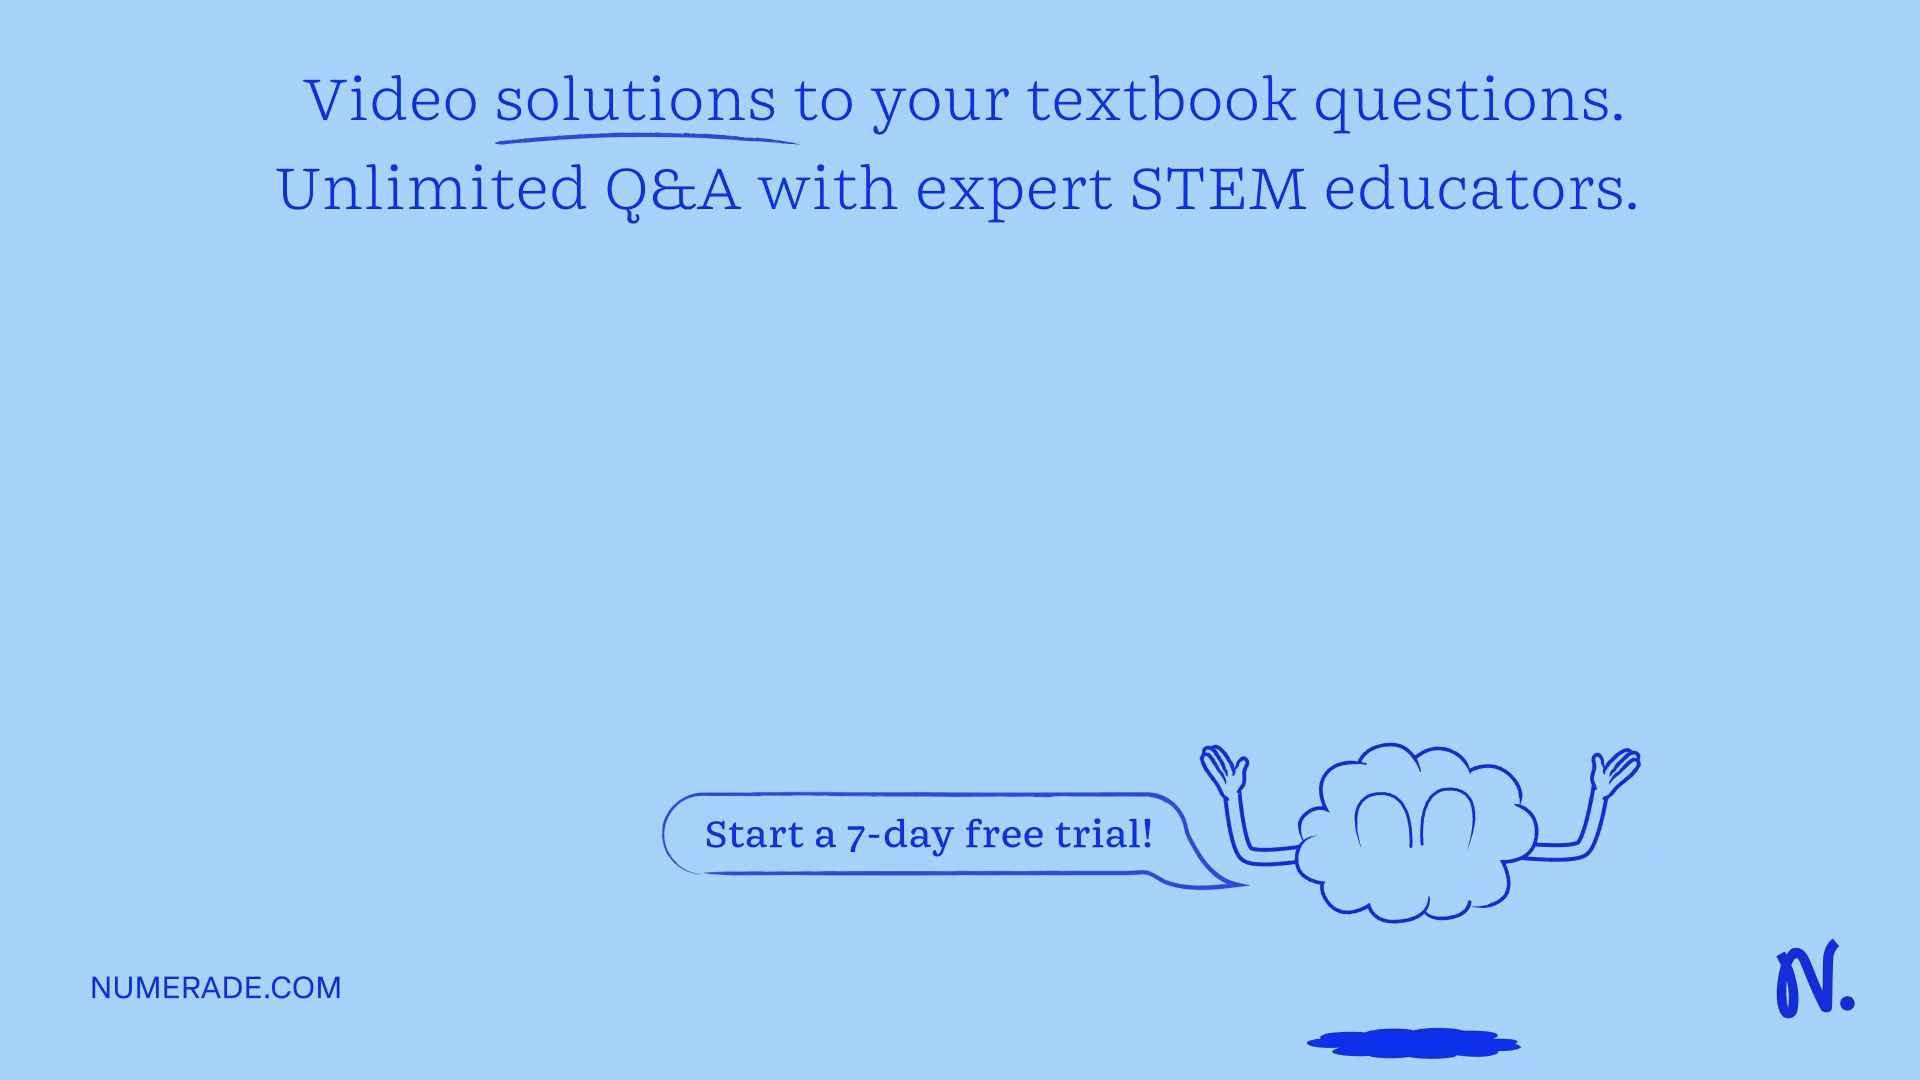 Video solutions to your textbook questions.
Unlimited Q&A with expert STEM educators.
Start a 7-day free trial!
NUMERADE.COM
N.